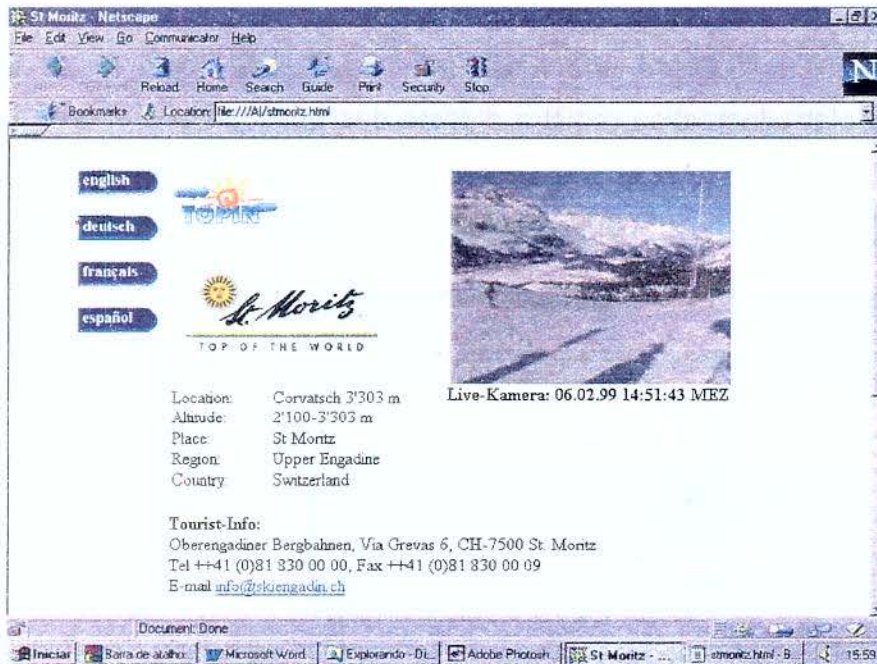 St Moritz - Netscape
File Edit View Go Communicator Help
Reload Home Search Guide Print Security Stop
N
Bookmarks Location: file:///A|/stmoritz.html
english
deutsch
français
español
TOPIN
St. Moritz
TOP OF THE WORLD
Live-Kamera: 06.02.99 14:51:43 MEZ
Location: Corvatsch 3'303 m
Altitude: 2'100-3'303 m
Place: St Moritz
Region: Upper Engadine
Country: Switzerland
Tourist-Info:
Oberengadiner Bergbahnen, Via Grevas 6, CH-7500 St. Moritz
Tel ++41 (0)81 830 00 00, Fax ++41 (0)81 830 00 09
E-mail info@skiengadin.ch
Document: Done
Iniciar Barra de atalho... Microsoft Word Explorando - Di... Adobe Photosh... St Moritz - ... stmoritz.html - B... 15:59